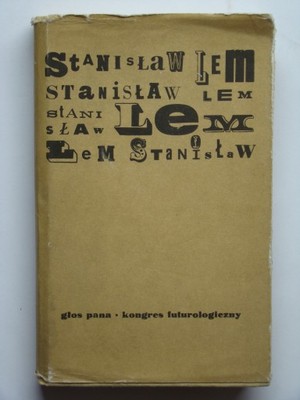 STANISŁAW LEM
STANISŁAW LEM
STANI
SŁAW LEM
LEM STANISŁAW
głos pana · kongres futurologiczny